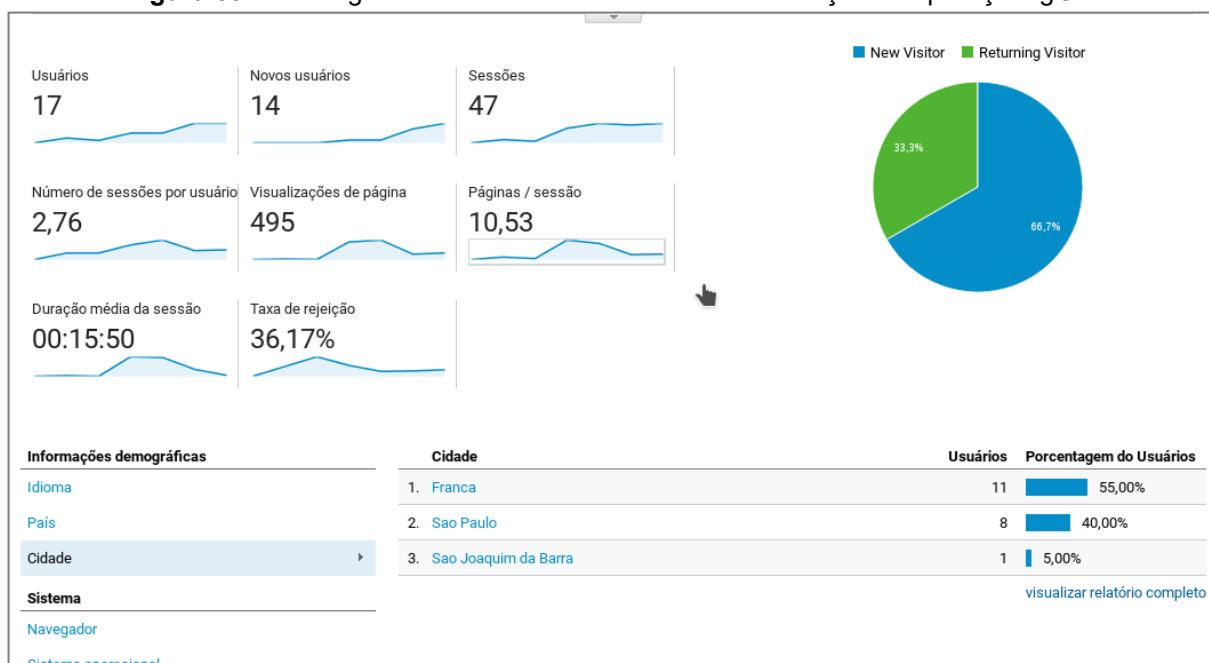 New Visitor Returning Visitor
Usuários Novos usuários Sessões
17 14 47
33,3%
66,7%
Número de sessões por usuário Visualizações de página Páginas / sessão
2,76 495 10,53
Duração média da sessão Taxa de rejeição
00:15:50 36,17%
Informações demográficas
Idioma
País
Cidade
Sistema
Navegador
Cidade Usuários Porcentagem do Usuários
1. Franca 11 55,00%
2. Sao Paulo 8 40,00%
3. Sao Joaquim da Barra 1 5,00%
visualizar relatório completo